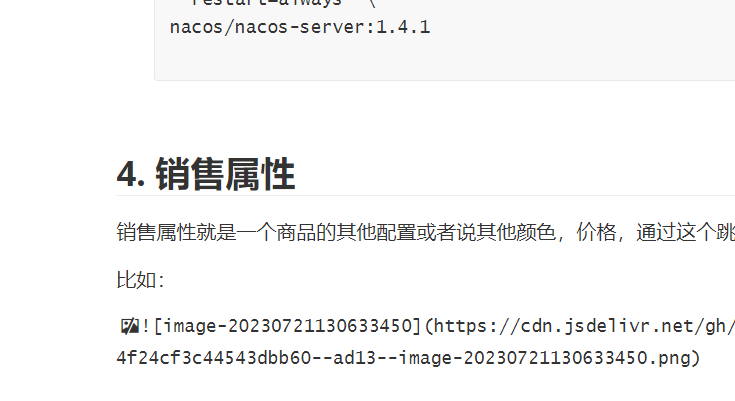 --restart=always \
nacos/nacos-server:1.4.1
4. 销售属性
销售属性就是一个商品的其他配置或者说其他颜色，价格，通过这个跳
比如：
![image-20230721130633450](https://cdn.jsdelivr.net/gh/
4f24cf3c44543dbb60--ad13--image-20230721130633450.png)